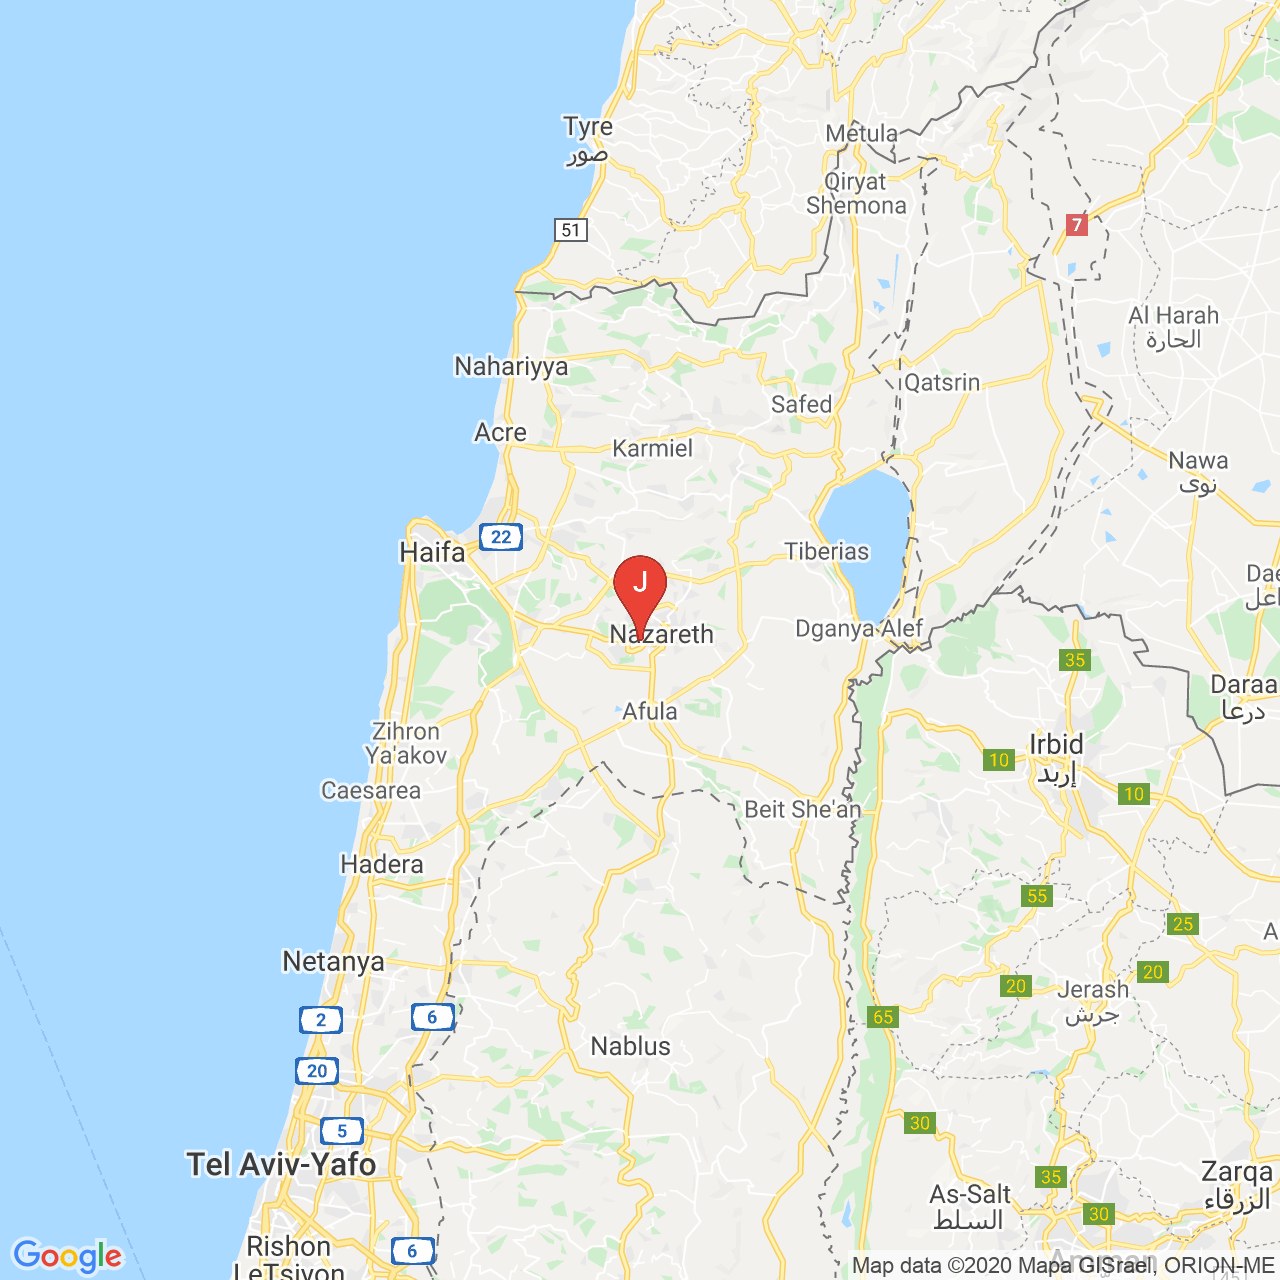 Tyre
صور
Metula
Qiryat
Shemona
7
51
Al Harah
الحارة
Nahariyya
Qatsrin
Safed
Acre
Karmiel
Nawa
نوى
22
Haifa
Tiberias
J
Nazareth
Dganya Alef
35
Daraa
درعا
Afula
Zihron
Ya'akov
Irbid
إربد
10
10
Caesarea
Beit She'an
Hadera
55
25
Netanya
20
20
Jerash
جرش
2
6
65
Nablus
20
30
5
Tel Aviv-Yafo
35
Zarqa
الزرقاء
As-Salt
السلط
30
Rishon
LeTsiyon
6
Google
Map data ©2020 Mapa GISrael, ORION-ME